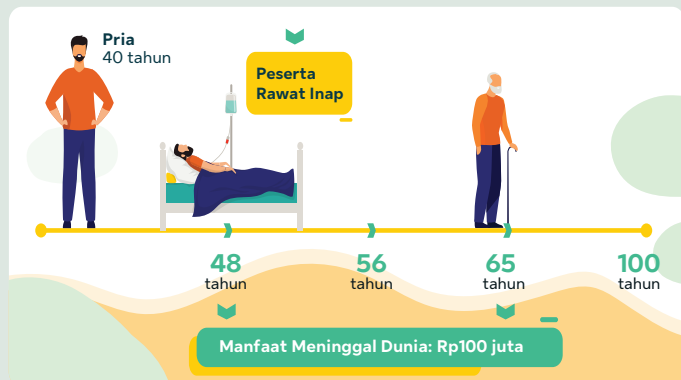 Pria
40 tahun
Peserta
Rawat Inap
48
tahun
56
tahun
65
tahun
100
tahun
Manfaat Meninggal Dunia: Rp100 juta